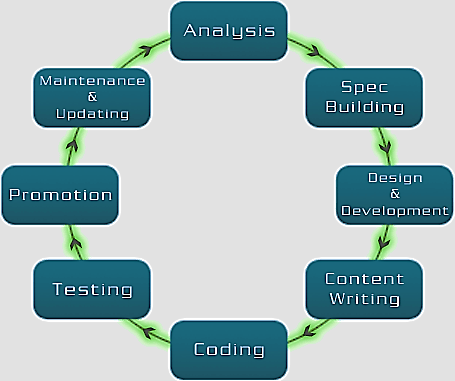 Analysis
Spec
Building
Design
&
Development
Content
Writing
Coding
Testing
Promotion
Maintenance
&
Updating